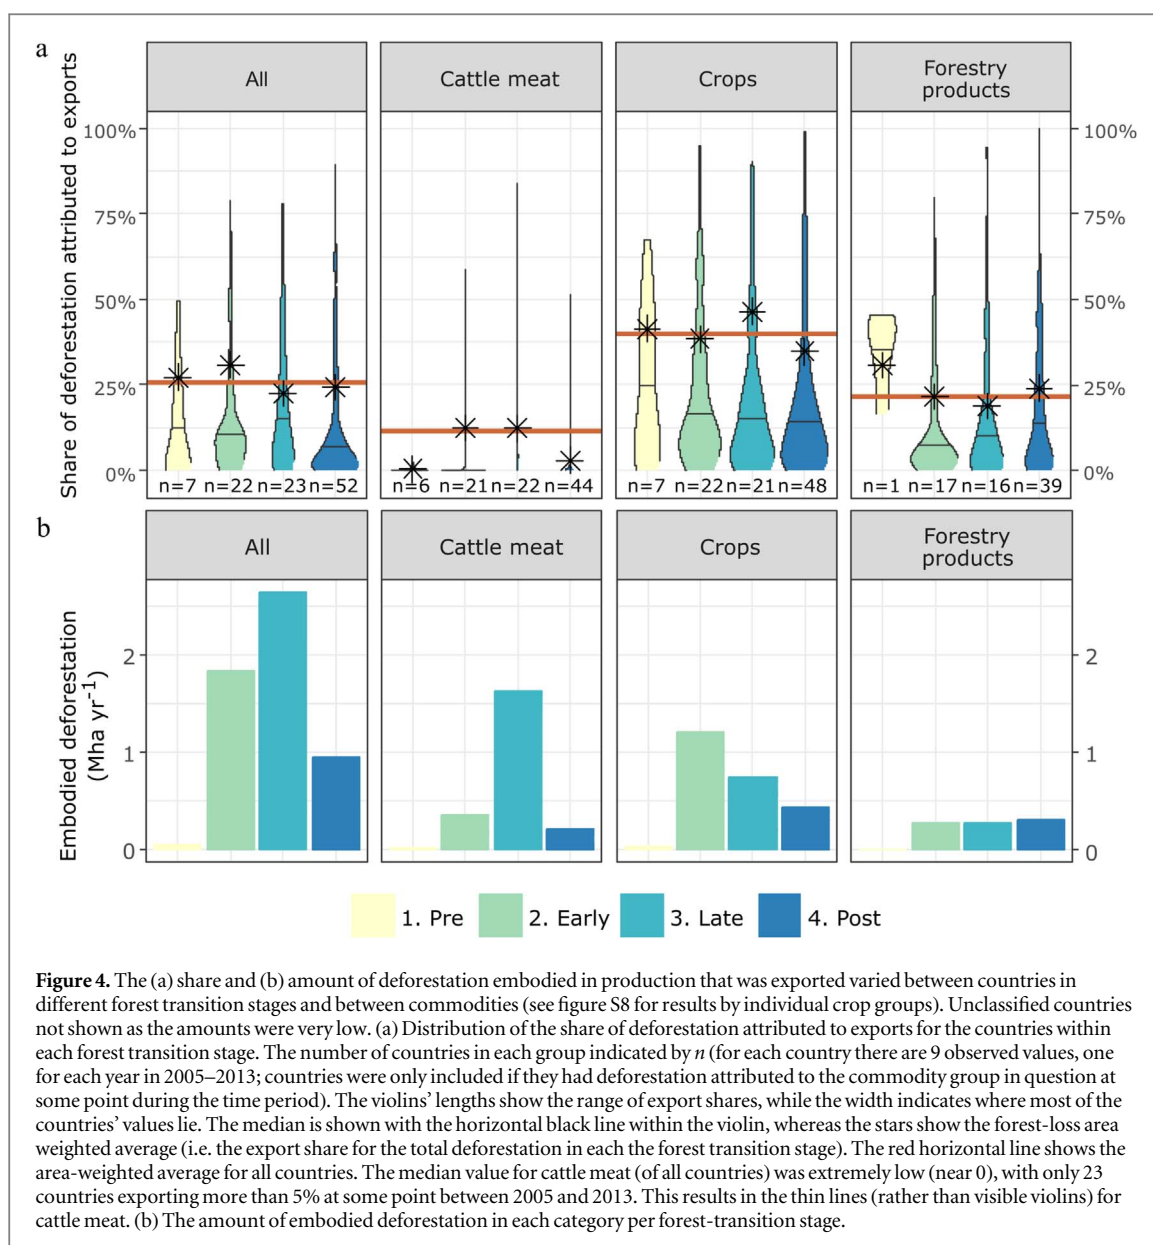 a
Share of deforestation attributed to exports
All
Cattle meat
Crops
Forestry
products
100%
100%
75%
75%
50%
50%
25%
25%
0%
0%
n=7 n=22 n=23 n=52
n=6 n=21 n=22 n=44
n=7 n=22 n=21 n=48
n=1 n=17 n=16 n=39
b
Embodied deforestation
(Mha yr⁻¹)
All
Cattle meat
Crops
Forestry
products
2
2
1
1
0
0
1. Pre 2. Early 3. Late 4. Post
Figure 4. The (a) share and (b) amount of deforestation embodied in production that was exported varied between countries in
different forest transition stages and between commodities (see figure S8 for results by individual crop groups). Unclassified countries
not shown as the amounts were very low. (a) Distribution of the share of deforestation attributed to exports for the countries within
each forest transition stage. The number of countries in each group indicated by n (for each country there are 9 observed values, one
for each year in 2005–2013; countries were only included if they had deforestation attributed to the commodity group in question at
some point during the time period). The violins' lengths show the range of export shares, while the width indicates where most of the
countries' values lie. The median is shown with the horizontal black line within the violin, whereas the stars show the forest-loss area
weighted average (i.e. the export share for the total deforestation in each the forest transition stage). The red horizontal line shows the
area-weighted average for all countries. The median value for cattle meat (of all countries) was extremely low (near 0), with only 23
countries exporting more than 5% at some point between 2005 and 2013. This results in the thin lines (rather than visible violins) for
cattle meat. (b) The amount of embodied deforestation in each category per forest-transition stage.